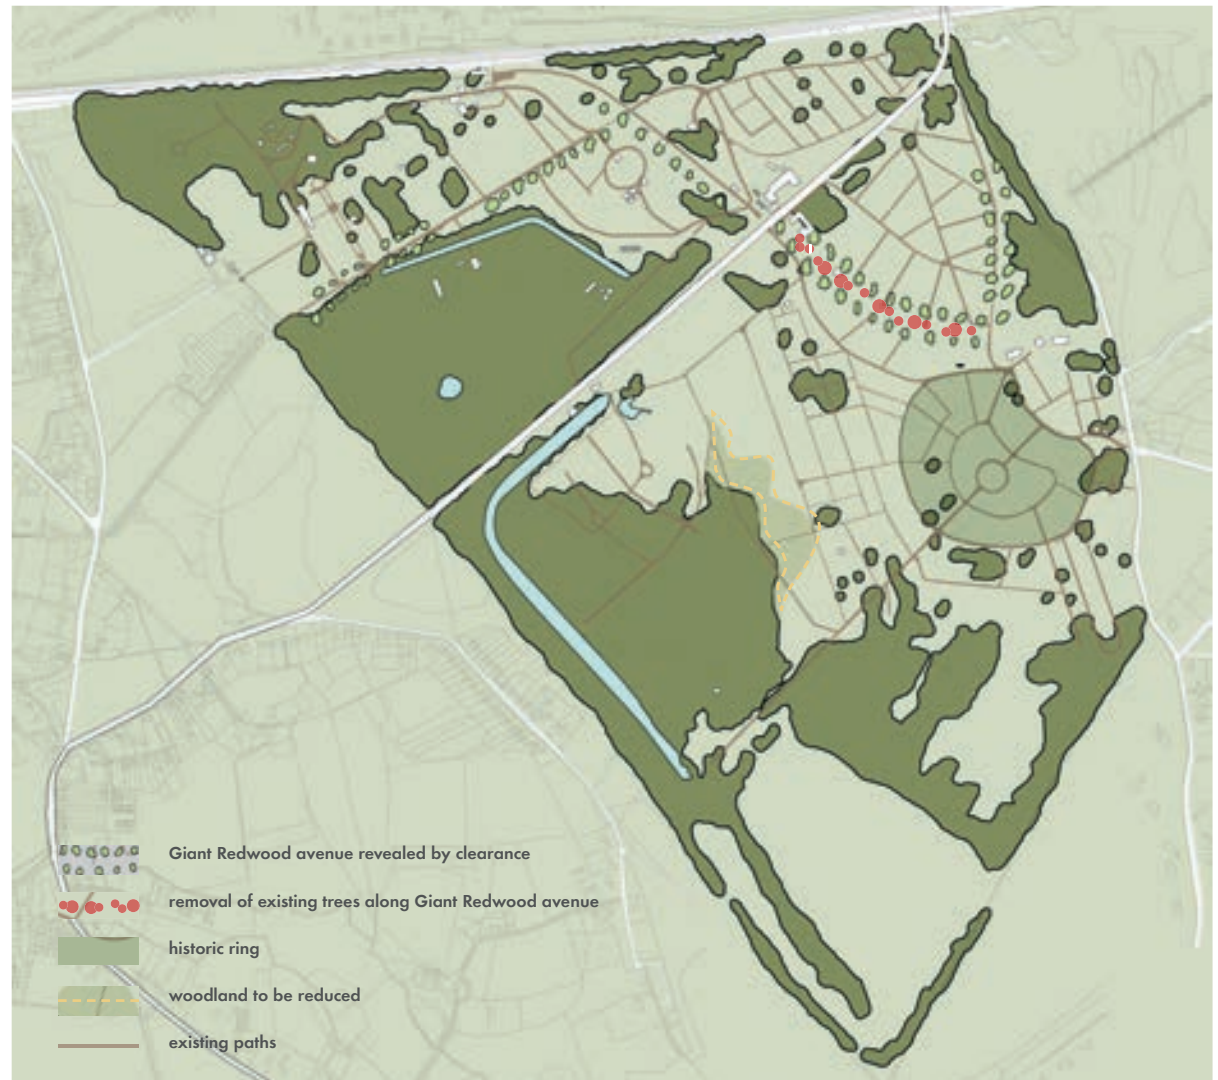 Giant Redwood avenue revealed by clearance
removal of existing trees along Giant Redwood avenue
historic ring
woodland to be reduced
existing paths